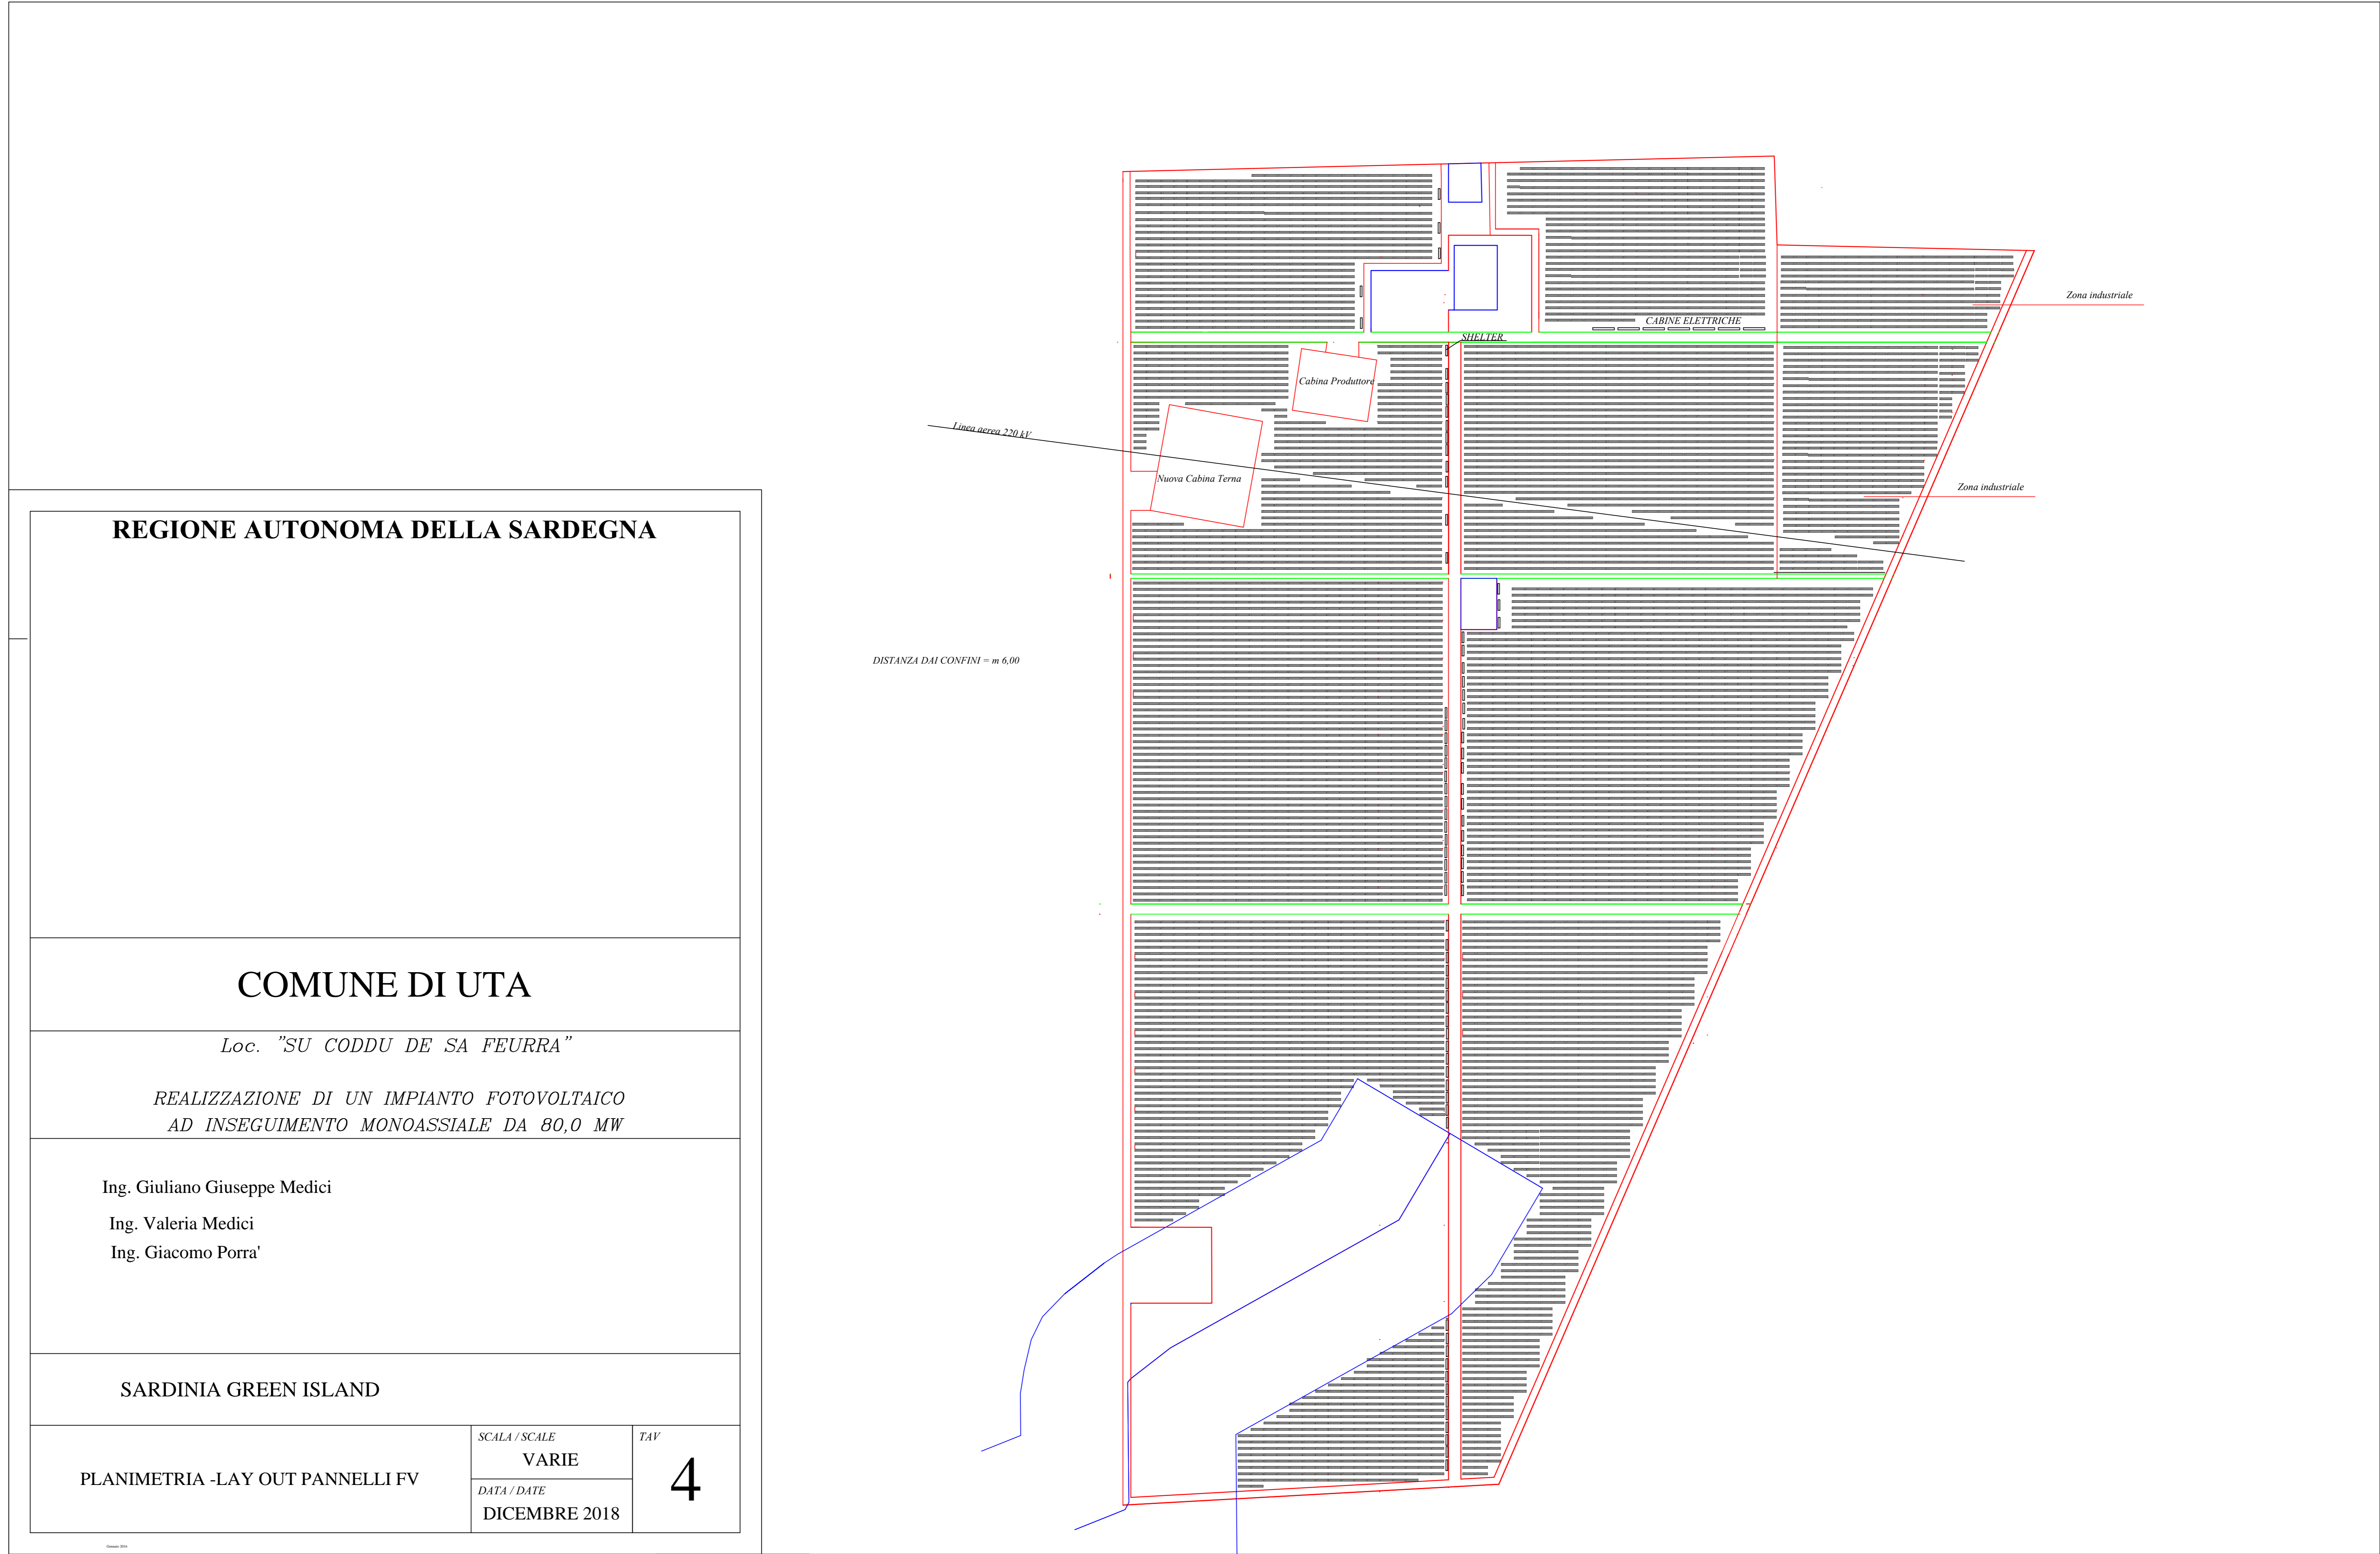 REGIONE AUTONOMA DELLA SARDEGNA
COMUNE DI UTA
Loc. "SU CODDU DE SA FEURRA"
REALIZZAZIONE DI UN IMPIANTO FOTOVOLTAICO
AD INSEGUIMENTO MONOASSIALE DA 80,0 MW
Ing. Giuliano Giuseppe Medici
Ing. Valeria Medici
Ing. Giacomo Porra'
SARDINIA GREEN ISLAND
PLANIMETRIA -LAY OUT PANNELLI FV
SCALA / SCALE
VARIE
DATA / DATE
DICEMBRE 2018
TAV
4
Zona industriale
CABINE ELETTRICHE
SHELTER
Cabina Produttore
Linea aerea 220 kV
Nuova Cabina Terna
Zona industriale
DISTANZA DAI CONFINI = m 6,00